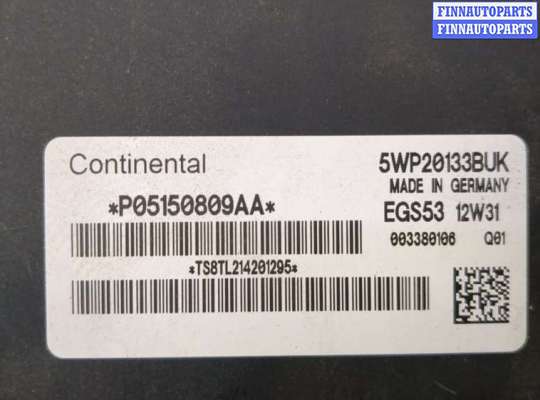 FINNAUTOPARTS
FINNAUTOPARTS
Continental
5WP20133BUK
MADE IN GERMANY
*P05150809AA*
EGS53 12W31
003380106 Q01
*TS8TL214201295*